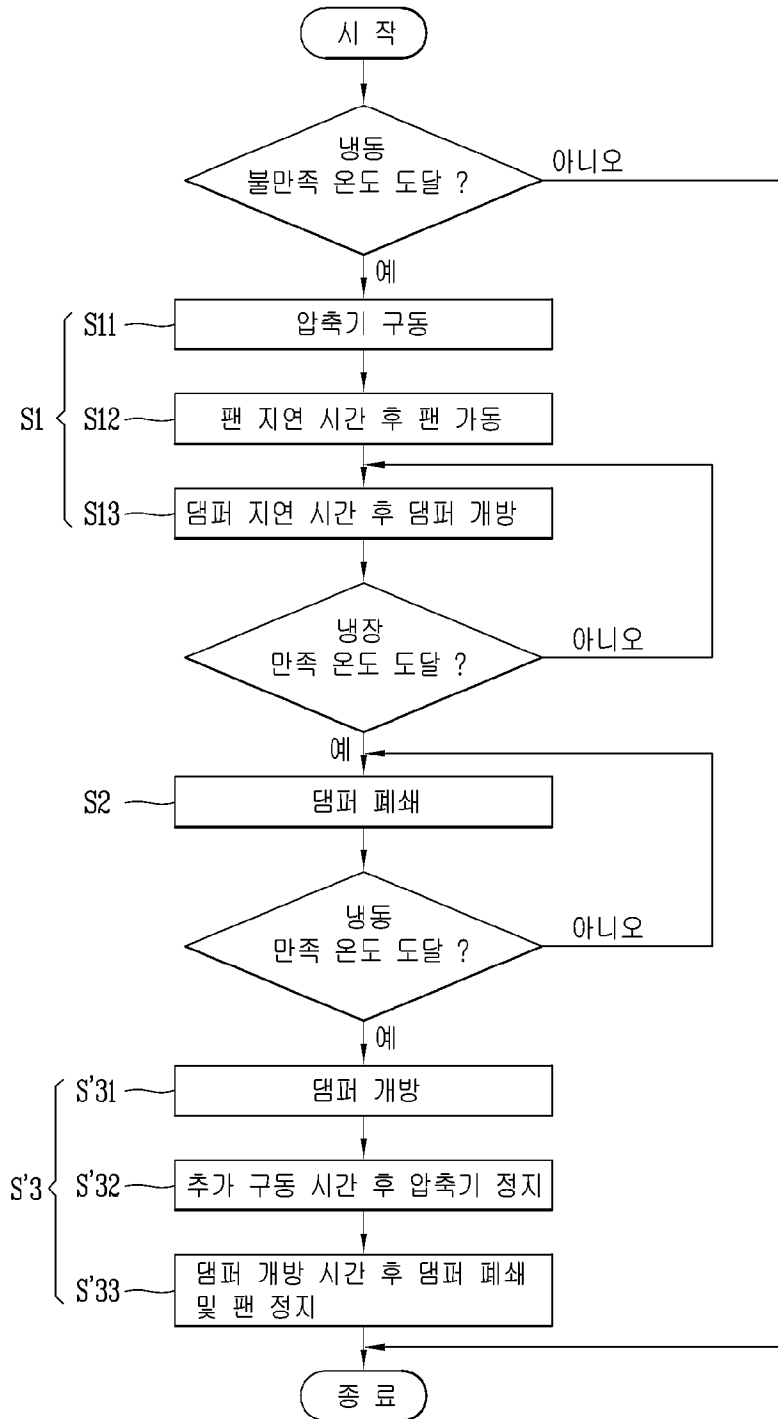 시 작
냉동
불만족 온도 도달 ?
아니오
예
S1
S11
압축기 구동
S12
팬 지연 시간 후 팬 가동
S13
댐퍼 지연 시간 후 댐퍼 개방
냉장
만족 온도 도달 ?
아니오
예
S2
댐퍼 폐쇄
냉동
만족 온도 도달 ?
아니오
예
S'3
S'31
댐퍼 개방
S'32
추가 구동 시간 후 압축기 정지
S'33
댐퍼 개방 시간 후 댐퍼 폐쇄
및 팬 정지
종 료